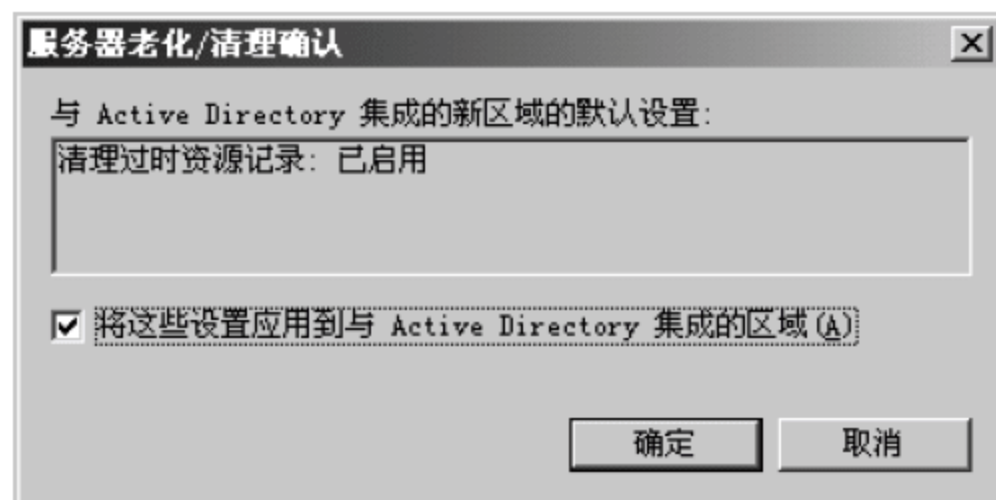 服务器老化/清理确认
与 Active Directory 集成的新区域的默认设置:
清理过时资源记录: 已启用
将这些设置应用到与 Active Directory 集成的区域(A)
确定
取消